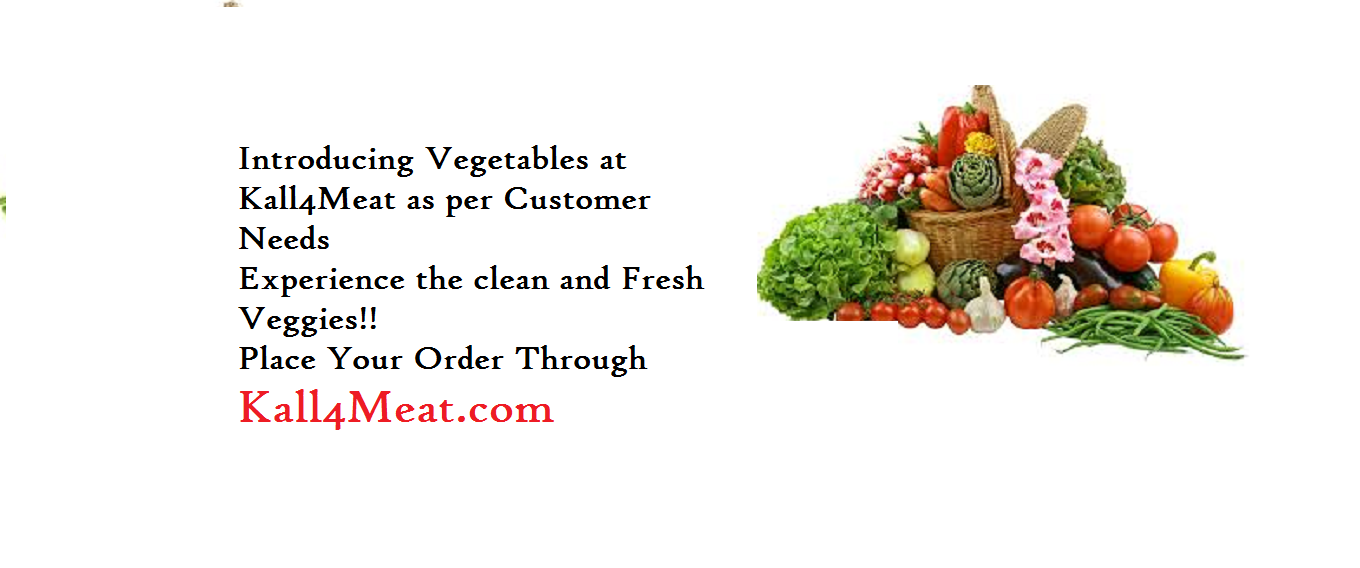 Introducing Vegetables at
Kall4Meat as per Customer
Needs
Experience the clean and Fresh
Veggies!!
Place Your Order Through
Kall4Meat.com